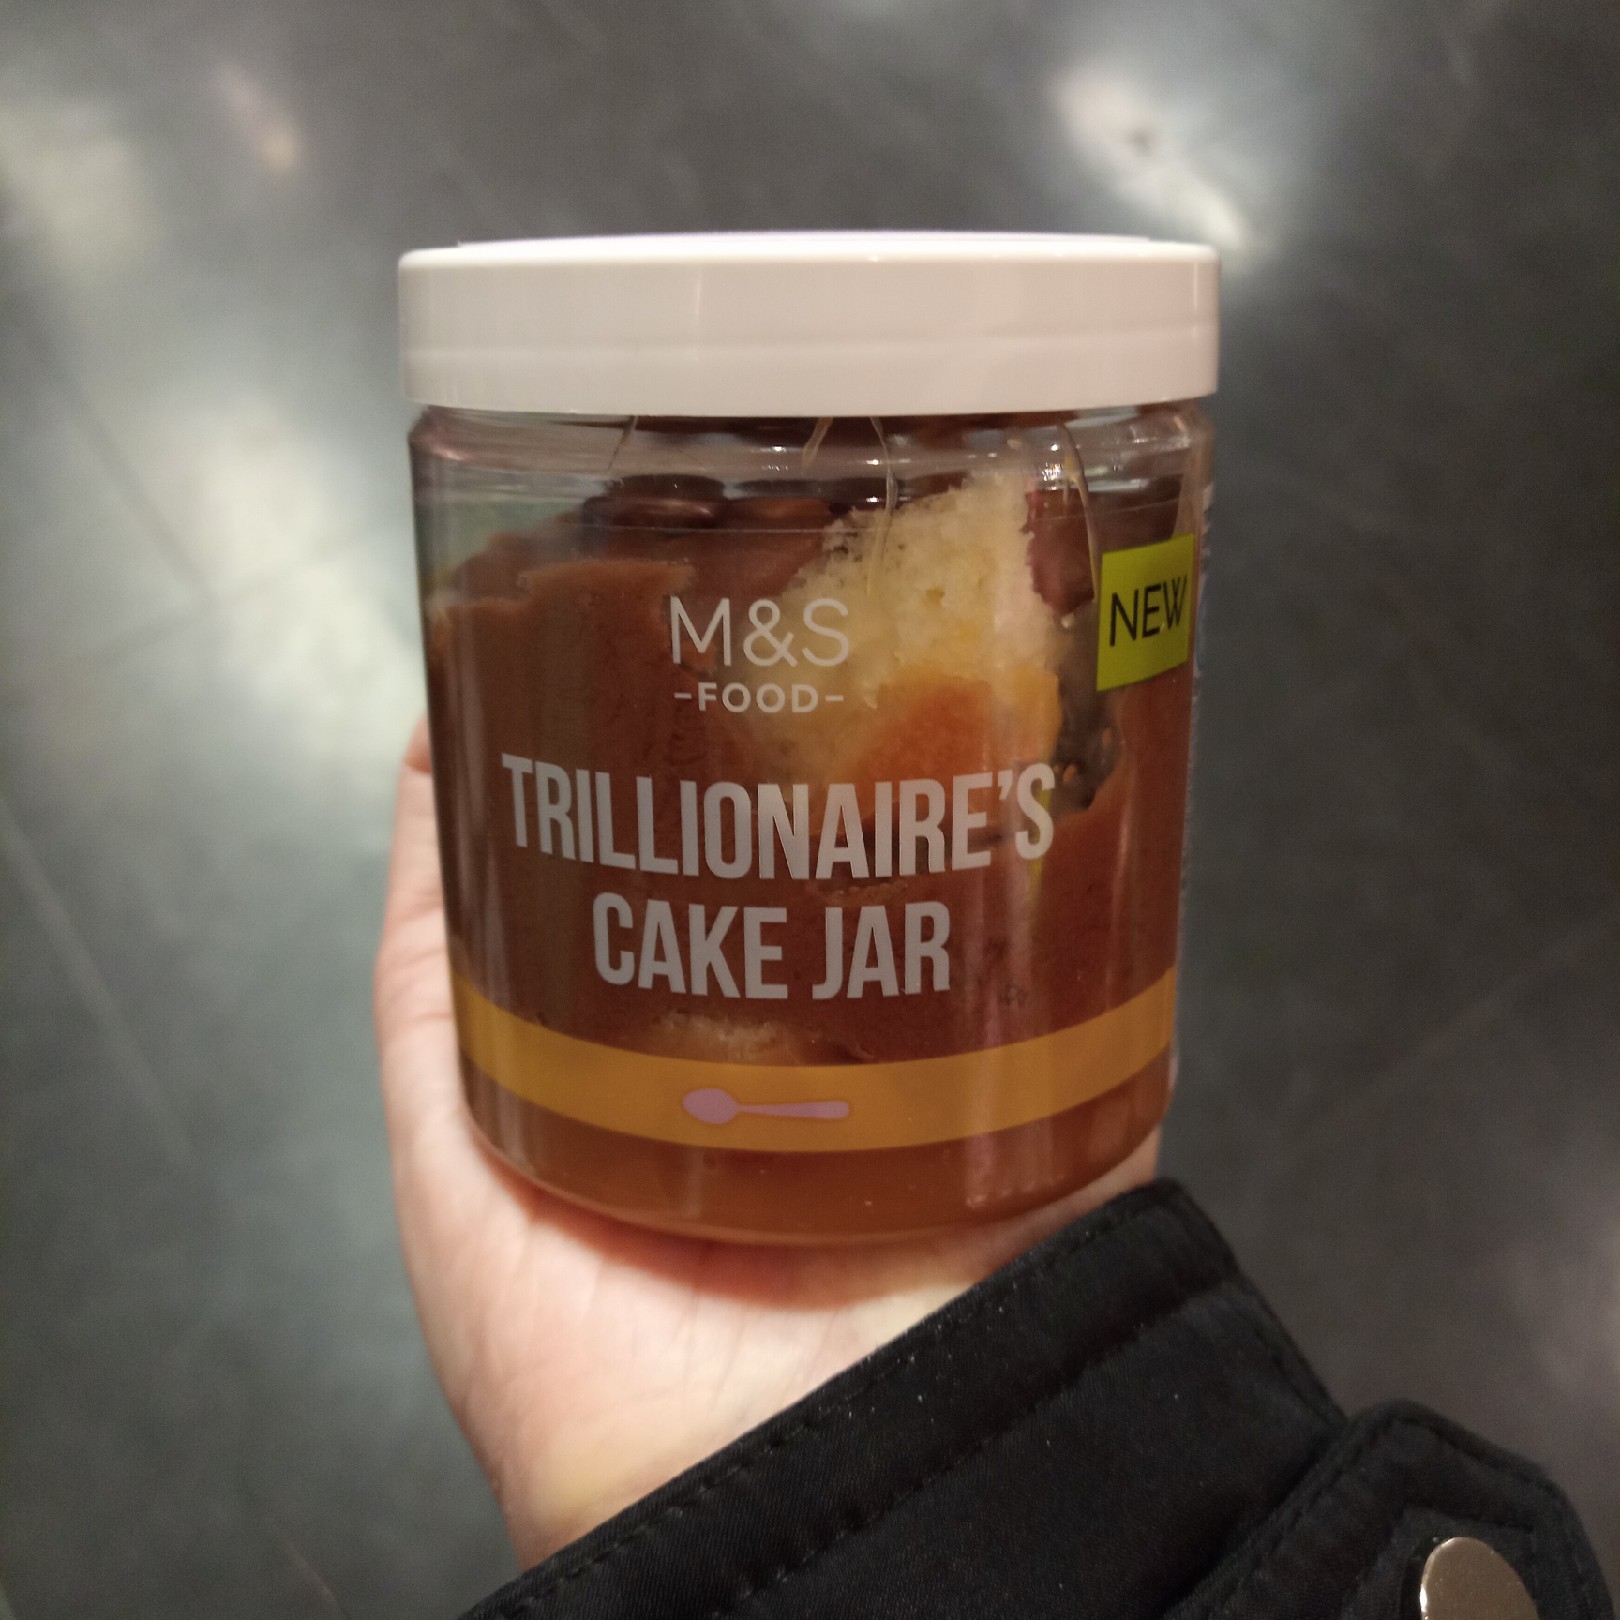 M&S
-FOOD-
NEW
TRILLIONAIRE'S
CAKE JAR